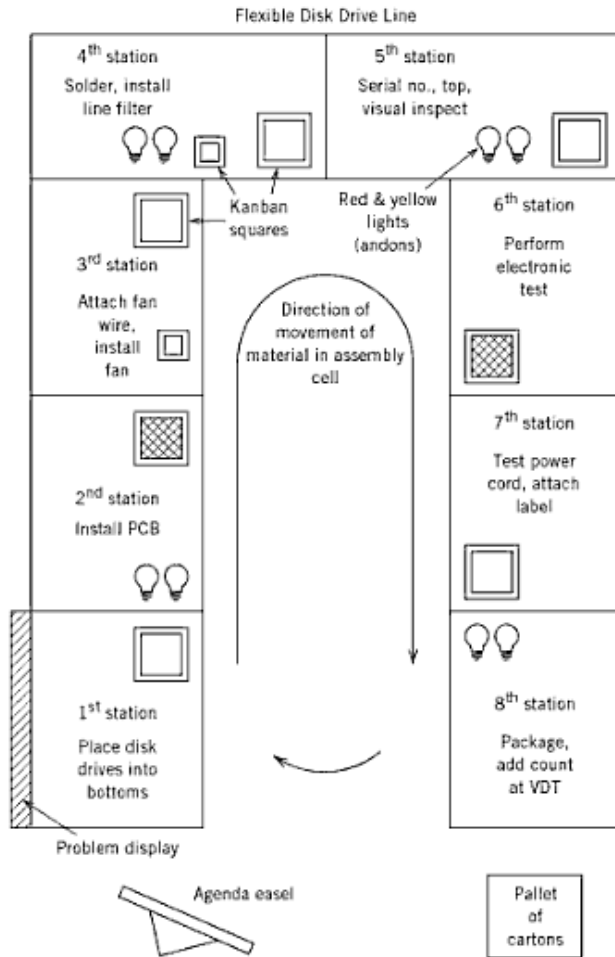 Flexible Disk Drive Line
4th station
Solder, install
line filter
5th station
Serial no., top,
visual inspect
Kanban
squares
Red & yellow
lights
(andons)
3rd station
Attach fan
wire,
install
fan
6th station
Perform
electronic
test
Direction of
movement of
material in assembly
cell
2nd station
Install PCB
7th station
Test power
cord, attach
label
1st station
Place disk
drives into
bottoms
8th station
Package,
add count
at VDT
Problem display
Agenda easel
Pallet
of
cartons